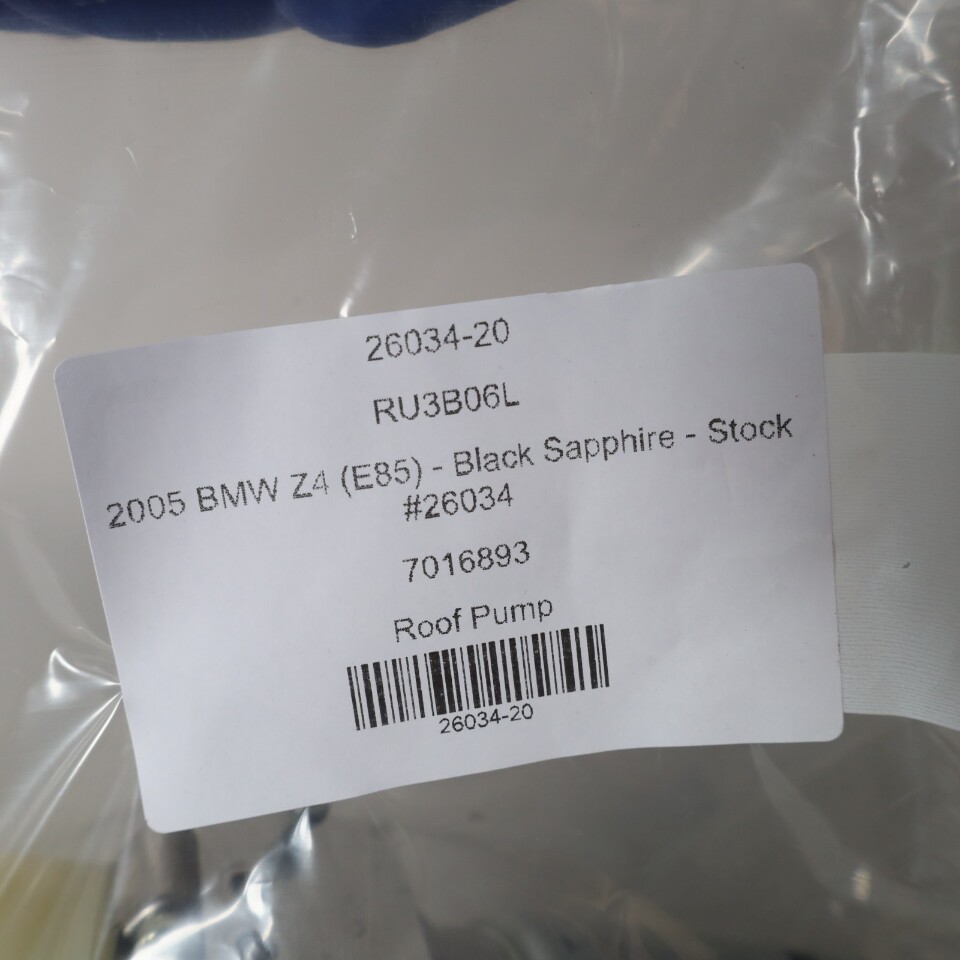 26034-20
RU3B06L
2005 BMW Z4 (E85) - Black Sapphire - Stock
#26034
7016893
Roof Pump
26034-20